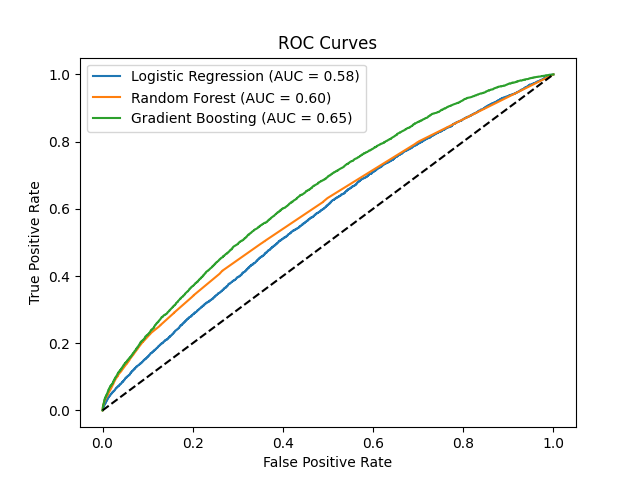 ROC Curves
Logistic Regression (AUC = 0.58)
Random Forest (AUC = 0.60)
Gradient Boosting (AUC = 0.65)
True Positive Rate
1.0
0.8
0.6
0.4
0.2
0.0
0.0 0.2 0.4 0.6 0.8 1.0
False Positive Rate